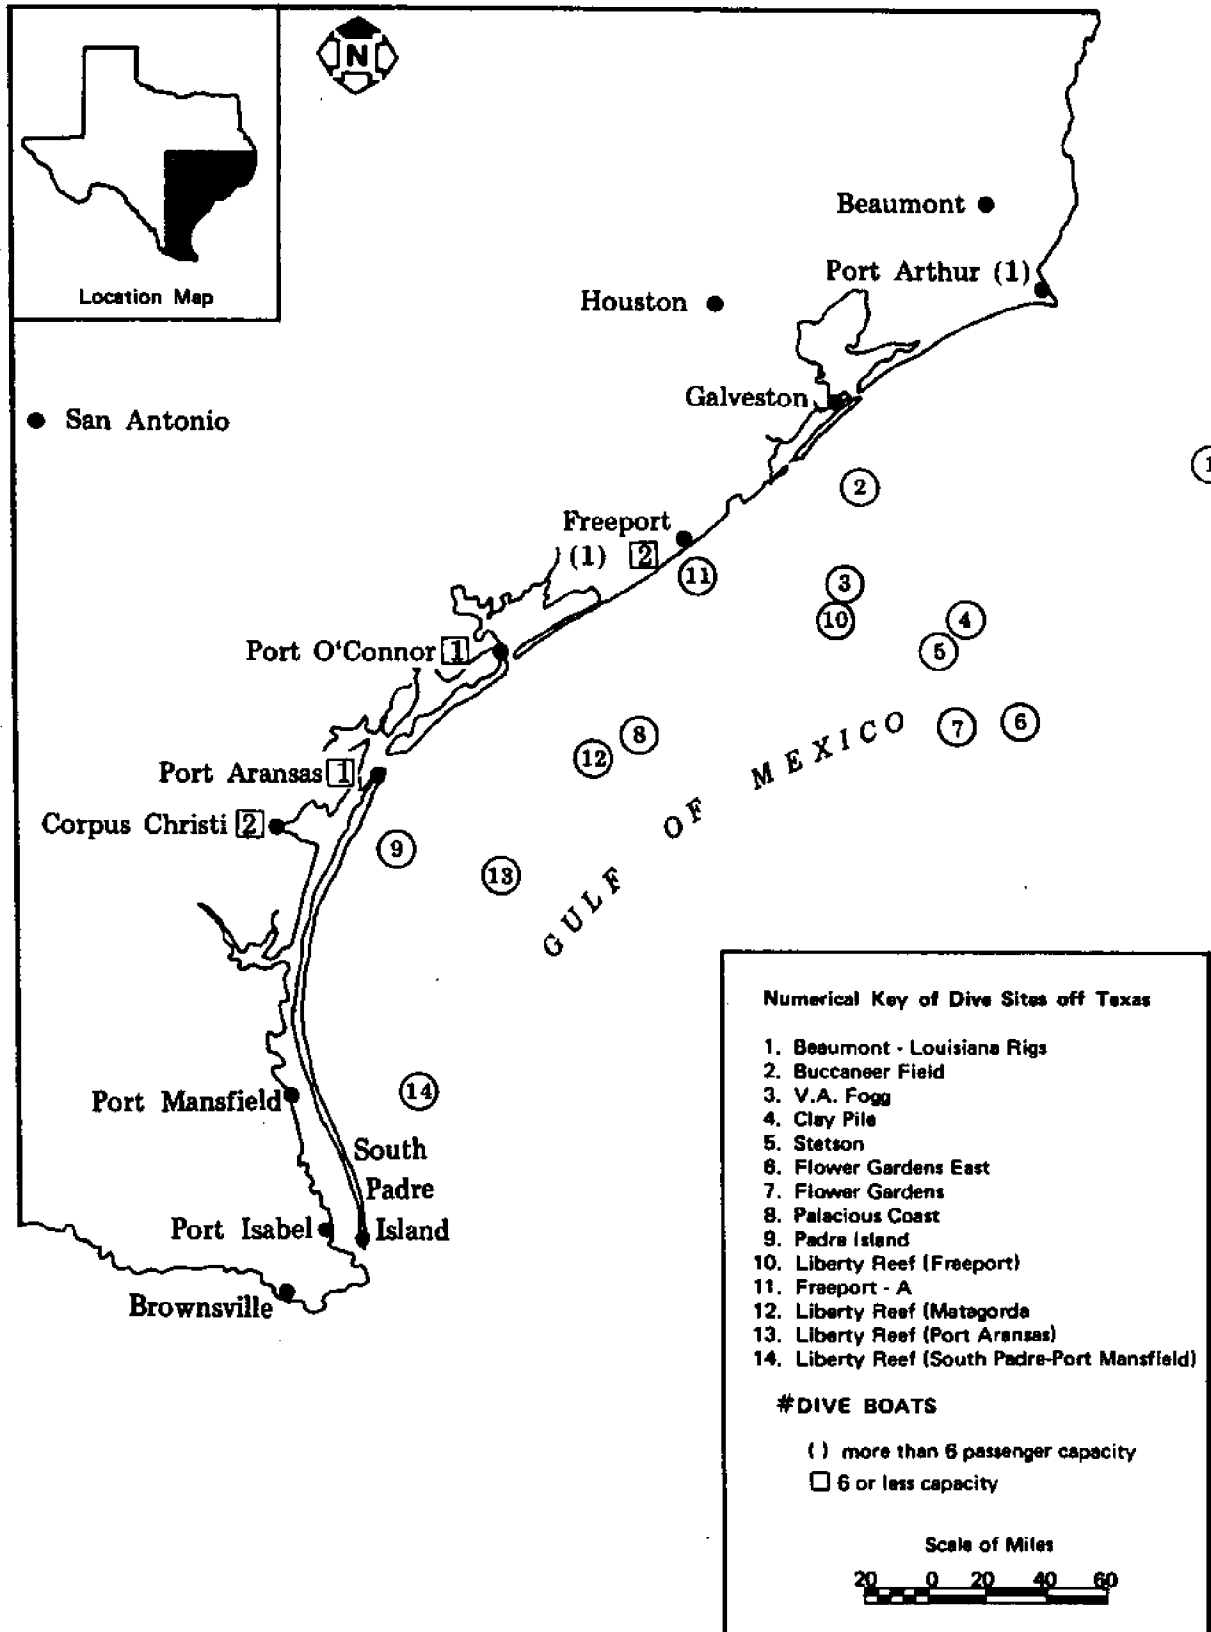 N
Location Map
Beaumont
Port Arthur (1)
Houston
Galveston
San Antonio
1
2
Freeport
(1) 2
11
3
10
4
5
Port O'Connor 1
6
7
8
12
GULF OF MEXICO
Port Aransas 1
Corpus Christi 2
9
13
Port Mansfield
14
South
Padre
Island
Port Isabel
Brownsville
Numerical Key of Dive Sites off Texas
1. Beaumont - Louisiana Rigs
2. Buccaneer Field
3. V.A. Fogg
4. Clay Pile
5. Stetson
6. Flower Gardens East
7. Flower Gardens
8. Palacious Coast
9. Padre Island
10. Liberty Reef (Freeport)
11. Freeport - A
12. Liberty Reef (Matagorda
13. Liberty Reef (Port Aransas)
14. Liberty Reef (South Padre-Port Mansfield)
#DIVE BOATS
( ) more than 6 passenger capacity
□ 6 or less capacity
Scale of Miles
20 0 20 40 60